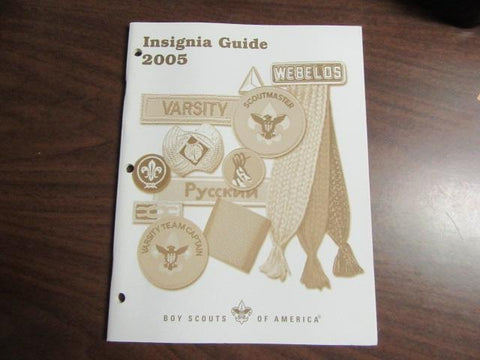 Insignia Guide
2005
WEBELOS
VARSITY
SCOUTMASTER
Русский
VARSITY TEAM CAPTAIN
BOY SCOUTS OF AMERICA®